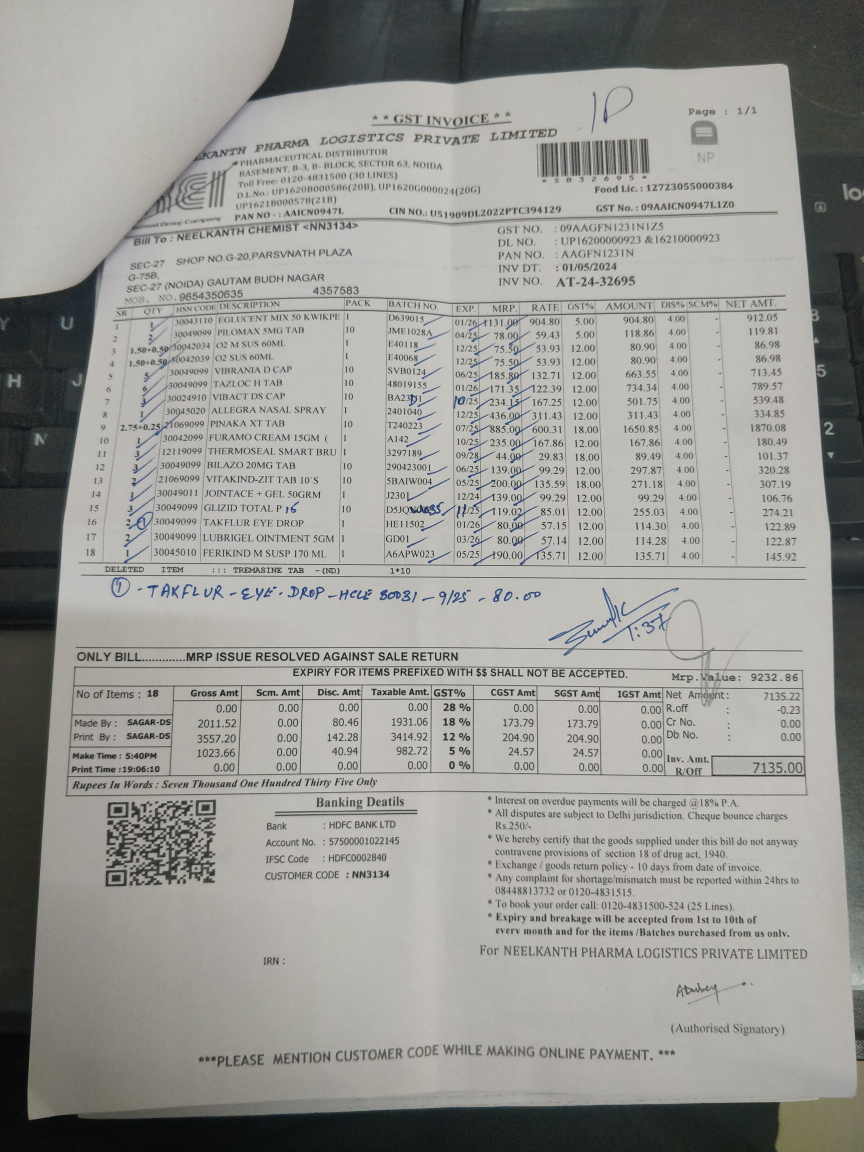 1P
Page : 1/1
* * GST INVOICE * *
NP
LKANTH PHARMA LOGISTICS PRIVATE LIMITED
PHARMACEUTICAL DISTRIBUTOR
BASEMENT, B-3, B- BLOCK, SECTOR 63, NOIDA
Toll Free: 0120-4831500 (30 LINES)
D.L.No.: UP1620B000586(20B), UP1620G000024(20G)
UP1621B000578(21B)
PAN NO - : AAICN0947L
CIN NO.: U51909DL2022PTC394129
*5832695*
Food Lic. : 12723055000384
GST No. : 09AAICN0947L1Z0
Bill To : NEELKANTH CHEMIST <NN3134>
SEC-27 SHOP NO.G-20,PARSVNATH PLAZA
G-75B,
SEC-27 (NOIDA) GAUTAM BUDH NAGAR
MOB. NO. 9654350635 4357583
GST NO. : 09AAGFN1231N1Z5
DL NO. : UP16200000923 &16210000923
PAN NO. : AAGFN1231N
INV DT. : 01/05/2024
INV NO. AT-24-32695
SR QTY HSN CODE DESCRIPTION PACK BATCH NO. EXP. MRP. RATE GST% AMOUNT DIS% SCM% NET AMT.
1 1 30043110 EGLUCENT MIX 50 KWIKPE 1 D639015 01/26 1131.00 904.80 5.00 904.80 4.00 - 912.05
2 2 30049099 PILOMAX 5MG TAB 10 JME1028A 04/25 78.00 59.43 5.00 118.86 4.00 - 119.81
3 1.50+0.50 30042034 O2 M SUS 60ML 1 E40118 12/25 75.50 53.93 12.00 80.90 4.00 - 86.98
4 1.50+0.50 30042039 O2 SUS 60ML 1 E40068 12/25 75.50 53.93 12.00 80.90 4.00 - 86.98
5 5 30049099 VIBRANIA D CAP 10 SVB0124 06/25 185.80 132.71 12.00 663.55 4.00 - 713.45
6 6 30049099 TAZLOC H TAB 10 48019155 01/26 171.35 122.39 12.00 734.34 4.00 - 789.57
7 3 30024910 VIBACT DS CAP 10 BA23D1 10/25 234.15 167.25 12.00 501.75 4.00 - 539.48
8 1 30045020 ALLEGRA NASAL SPRAY 1 2401040 12/25 436.00 311.43 12.00 311.43 4.00 - 334.85
9 2.75+0.25 21069099 PINAKA XT TAB 10 T240223 07/25 885.00 600.31 18.00 1650.85 4.00 - 1870.08
10 1 30042099 FURAMO CREAM 15GM ( 1 A142 10/25 235.00 167.86 12.00 167.86 4.00 - 180.49
11 3 12119099 THERMOSEAL SMART BRU 1 3297189 09/28 44.00 29.83 18.00 89.49 4.00 - 101.37
12 3 30049099 BILAZO 20MG TAB 10 290423001 06/25 139.00 99.29 12.00 297.87 4.00 - 320.28
13 2 21069099 VITAKIND-ZIT TAB 10`S 10 5BAIW004 05/25 200.00 135.59 18.00 271.18 4.00 - 307.19
14 1 30049011 JOINTACE + GEL 50GRM 1 J2301 12/24 139.00 99.29 12.00 99.29 4.00 - 106.76
15 3 30049099 GLIZID TOTAL P 15 10 11/25 119.02 85.01 12.00 255.03 4.00 - 274.21
16 2 1 30049099 TAKFLUR EYE DROP 1 HE11502 01/26 80.00 57.15 12.00 114.30 4.00 - 122.89
17 2 30049099 LUBRIGEL OINTMENT 5GM 1 GD01 03/26 80.00 57.14 12.00 114.28 4.00 - 122.87
18 1 30045010 FERIKIND M SUSP 170 ML 1 A6APW023 05/25 190.00 135.71 12.00 135.71 4.00 - 145.92
DELETED ITEM ::: TREMASINE TAB -(ND) 1*10
① - TAKFLUR - EYE - DROP - HCLE 80031 - 9/25 - 80.00
1:37
ONLY BILL............MRP ISSUE RESOLVED AGAINST SALE RETURN
EXPIRY FOR ITEMS PREFIXED WITH $$ SHALL NOT BE ACCEPTED.
Mrp.Value: 9232.86
No of Items : 18 Gross Amt Scm. Amt Disc. Amt Taxable Amt. GST% CGST Amt SGST Amt IGST Amt Net Amount: 7135.22
0.00 0.00 0.00 0.00 28 % 0.00 0.00 0.00 R.off : -0.23
Made By : SAGAR-DS 2011.52 0.00 80.46 1931.06 18 % 173.79 173.79 0.00 Cr No. : 0.00
Print By : SAGAR-DS 3557.20 0.00 142.28 3414.92 12 % 204.90 204.90 0.00 Db No. : 0.00
Make Time : 5:40PM 1023.66 0.00 40.94 982.72 5 % 24.57 24.57 0.00 Inv. Amt.
Print Time :19:06:10 0.00 0.00 0.00 0.00 0 % 0.00 0.00 0.00 R/Off 7135.00
Rupees In Words : Seven Thousand One Hundred Thirty Five Only
Banking Deatils
Bank : HDFC BANK LTD
Account No. : 57500001022145
IFSC Code : HDFC0002840
CUSTOMER CODE : NN3134
* Interest on overdue payments will be charged @18% P.A.
* All disputes are subject to Delhi jurisdiction. Cheque bounce charges
Rs.250/-
* We hereby certify that the goods supplied under this bill do not anyway
contravene provisions of section 18 of drug act, 1940.
* Exchange / goods return policy - 10 days from date of invoice.
* Any complaint for shortage/mismatch must be reported within 24hrs to
08448813732 or 0120-4831515.
* To book your order call: 0120-4831500-524 (25 Lines).
* Expiry and breakage will be accepted from 1st to 10th of
every month and for the items /Batches purchased from us only.
For NEELKANTH PHARMA LOGISTICS PRIVATE LIMITED
IRN :
ADubey
(Authorised Signatory)
***PLEASE MENTION CUSTOMER CODE WHILE MAKING ONLINE PAYMENT. ***